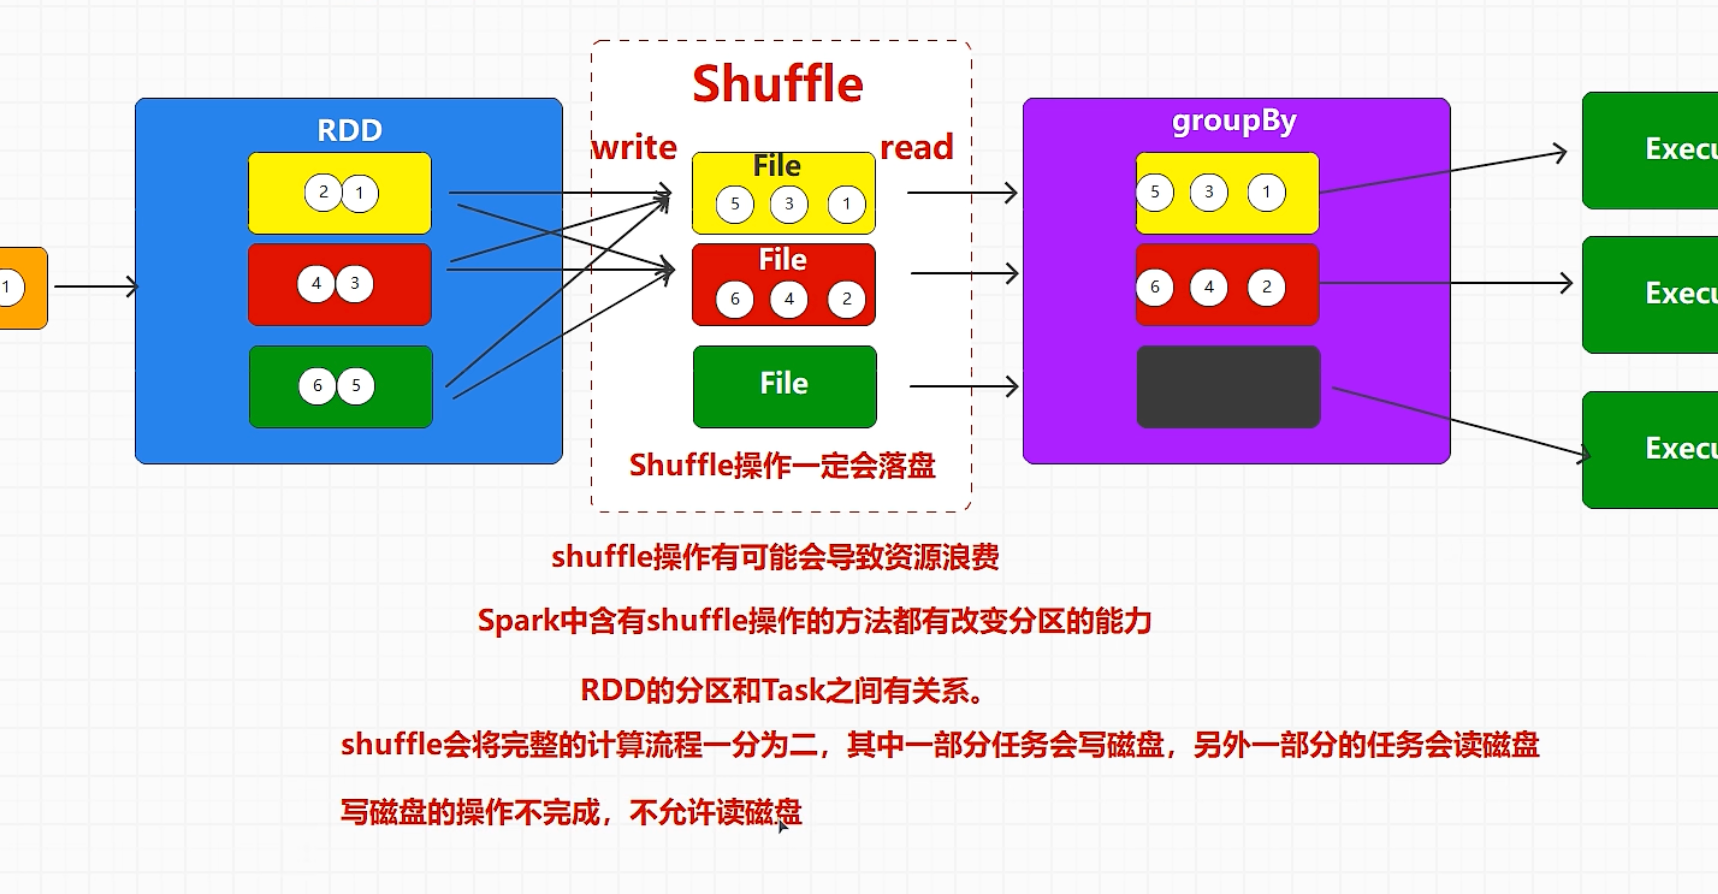 Shuffle
RDD
write
read
groupBy
1
2 1
4 3
6 5
File
5 3 1
File
6 4 2
File
5 3 1
6 4 2
Execu
Execu
Execu
Shuffle操作一定会落盘
shuffle操作有可能会导致资源浪费
Spark中含有shuffle操作的方法都有改变分区的能力
RDD的分区和Task之间有关系。
shuffle会将完整的计算流程一分为二，其中一部分任务会写磁盘，另外一部分的任务会读磁盘
写磁盘的操作不完成，不允许读磁盘